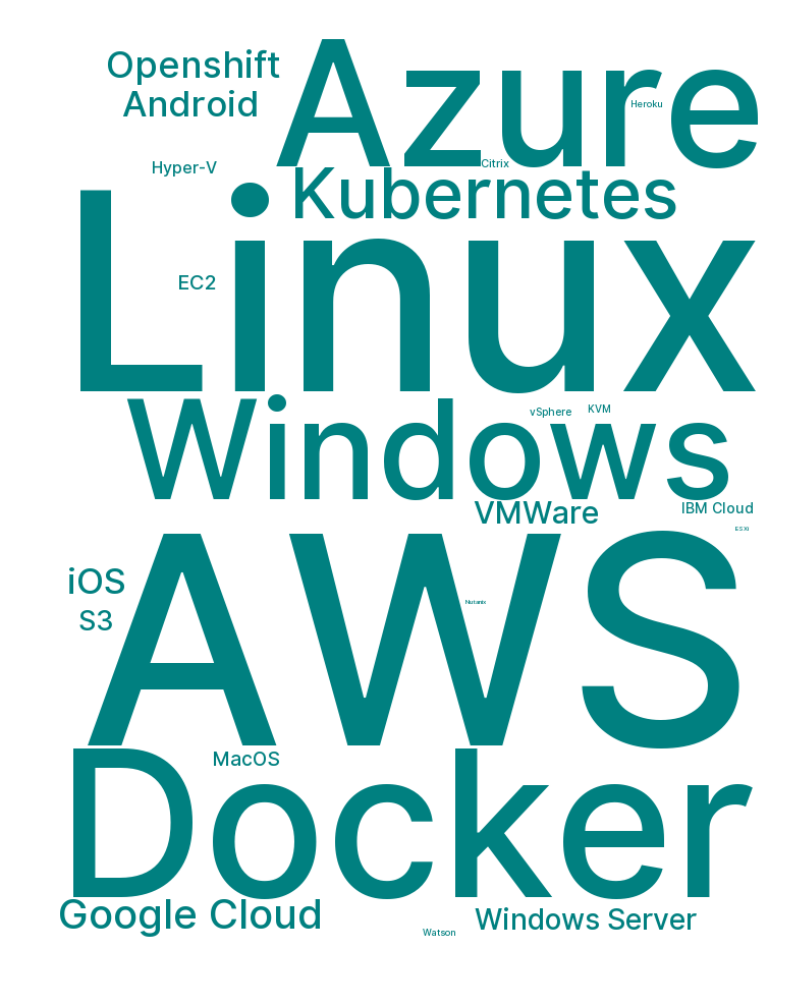 Openshift
Azure
Android
Heroku
Hyper-V
Citrix
Kubernetes
Linux
EC2
Windows
vSphere
KVM
VMWare
IBM Cloud
ESXi
AWS
iOS
Nutanix
S3
MacOS
Docker
Google Cloud
Windows Server
Watson